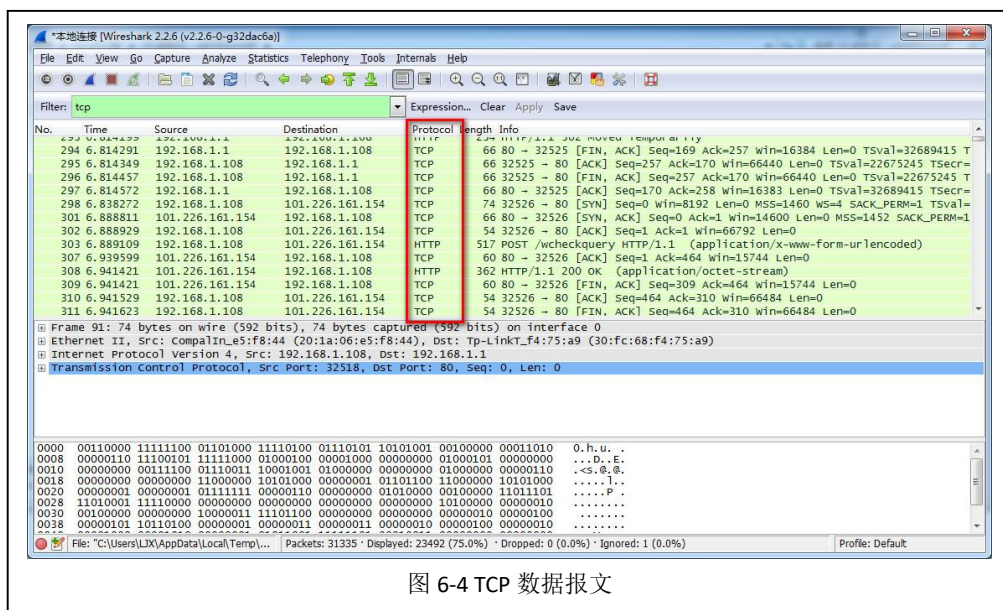 *本地连接 [Wireshark 2.2.6 (v2.2.6-0-g32dac6a)]
File Edit View Go Capture Analyze Statistics Telephony Tools Internals Help
Filter: tcp Expression... Clear Apply Save
No. Time Source Destination Protocol Length Info
293 6.814199 192.168.1.1 192.168.1.108 HTTP 254 HTTP/1.1 302 Moved Temporarily
294 6.814291 192.168.1.1 192.168.1.108 TCP 66 80 → 32525 [FIN, ACK] Seq=169 Ack=257 Win=16384 Len=0 TSval=32689415 T
295 6.814349 192.168.1.108 192.168.1.1 TCP 66 32525 → 80 [ACK] Seq=257 Ack=170 Win=66440 Len=0 TSval=22675245 TSecr=
296 6.814457 192.168.1.108 192.168.1.1 TCP 66 32525 → 80 [FIN, ACK] Seq=257 Ack=170 Win=66440 Len=0 TSval=22675245 T
297 6.814572 192.168.1.1 192.168.1.108 TCP 66 80 → 32525 [ACK] Seq=170 Ack=258 Win=16383 Len=0 TSval=32689415 TSecr=
298 6.838272 192.168.1.108 101.226.161.154 TCP 74 32526 → 80 [SYN] Seq=0 Win=8192 Len=0 MSS=1460 WS=4 SACK_PERM=1 TSval=
301 6.888811 101.226.161.154 192.168.1.108 TCP 66 80 → 32526 [SYN, ACK] Seq=0 Ack=1 Win=14600 Len=0 MSS=1452 SACK_PERM=1
302 6.888929 192.168.1.108 101.226.161.154 TCP 54 32526 → 80 [ACK] Seq=1 Ack=1 Win=66792 Len=0
303 6.889109 192.168.1.108 101.226.161.154 HTTP 517 POST /wcheckquery HTTP/1.1 (application/x-www-form-urlencoded)
307 6.939599 101.226.161.154 192.168.1.108 TCP 60 80 → 32526 [ACK] Seq=1 Ack=464 Win=15744 Len=0
308 6.941421 101.226.161.154 192.168.1.108 HTTP 362 HTTP/1.1 200 OK (application/octet-stream)
309 6.941421 101.226.161.154 192.168.1.108 TCP 60 80 → 32526 [FIN, ACK] Seq=309 Ack=464 Win=15744 Len=0
310 6.941529 192.168.1.108 101.226.161.154 TCP 54 32526 → 80 [ACK] Seq=464 Ack=310 Win=66484 Len=0
311 6.941623 192.168.1.108 101.226.161.154 TCP 54 32526 → 80 [FIN, ACK] Seq=464 Ack=310 Win=66484 Len=0
Frame 91: 74 bytes on wire (592 bits), 74 bytes captured (592 bits) on interface 0
Ethernet II, Src: CompalIn_e5:f8:44 (20:1a:06:e5:f8:44), Dst: Tp-LinkT_f4:75:a9 (30:fc:68:f4:75:a9)
Internet Protocol Version 4, Src: 192.168.1.108, Dst: 192.168.1.1
Transmission Control Protocol, Src Port: 32518, Dst Port: 80, Seq: 0, Len: 0
0000 00110000 11111100 01101000 11110100 01110101 10101001 00100000 00011010 0.h.u. .
0008 00000110 11100101 11111000 01000100 00001000 00000000 01000101 00000000 ...D..E.
0010 00000000 00111100 01110011 10001001 01000000 00000000 01000000 00000110 .<s.@.@.
0018 00000000 00000000 11000000 10101000 00000001 01101100 11000000 10101000 .....l..
0020 00000001 00000001 01111111 00000110 00000000 01010000 00100000 11011101 .....P .
0028 11010001 11110000 00000000 00000000 00000000 00000000 10100000 00000010 ........
0030 00100000 00000000 10000011 11101100 00000000 00000000 00000010 00000100 ........
0038 00000101 10110100 00000001 00000011 00000011 00000010 00000100 00000010 ........
File: "C:\Users\LJX\AppData\Local\Temp\... Packets: 31335 · Displayed: 23492 (75.0%) · Dropped: 0 (0.0%) · Ignored: 1 (0.0%) Profile: Default
图 6-4 TCP 数据报文